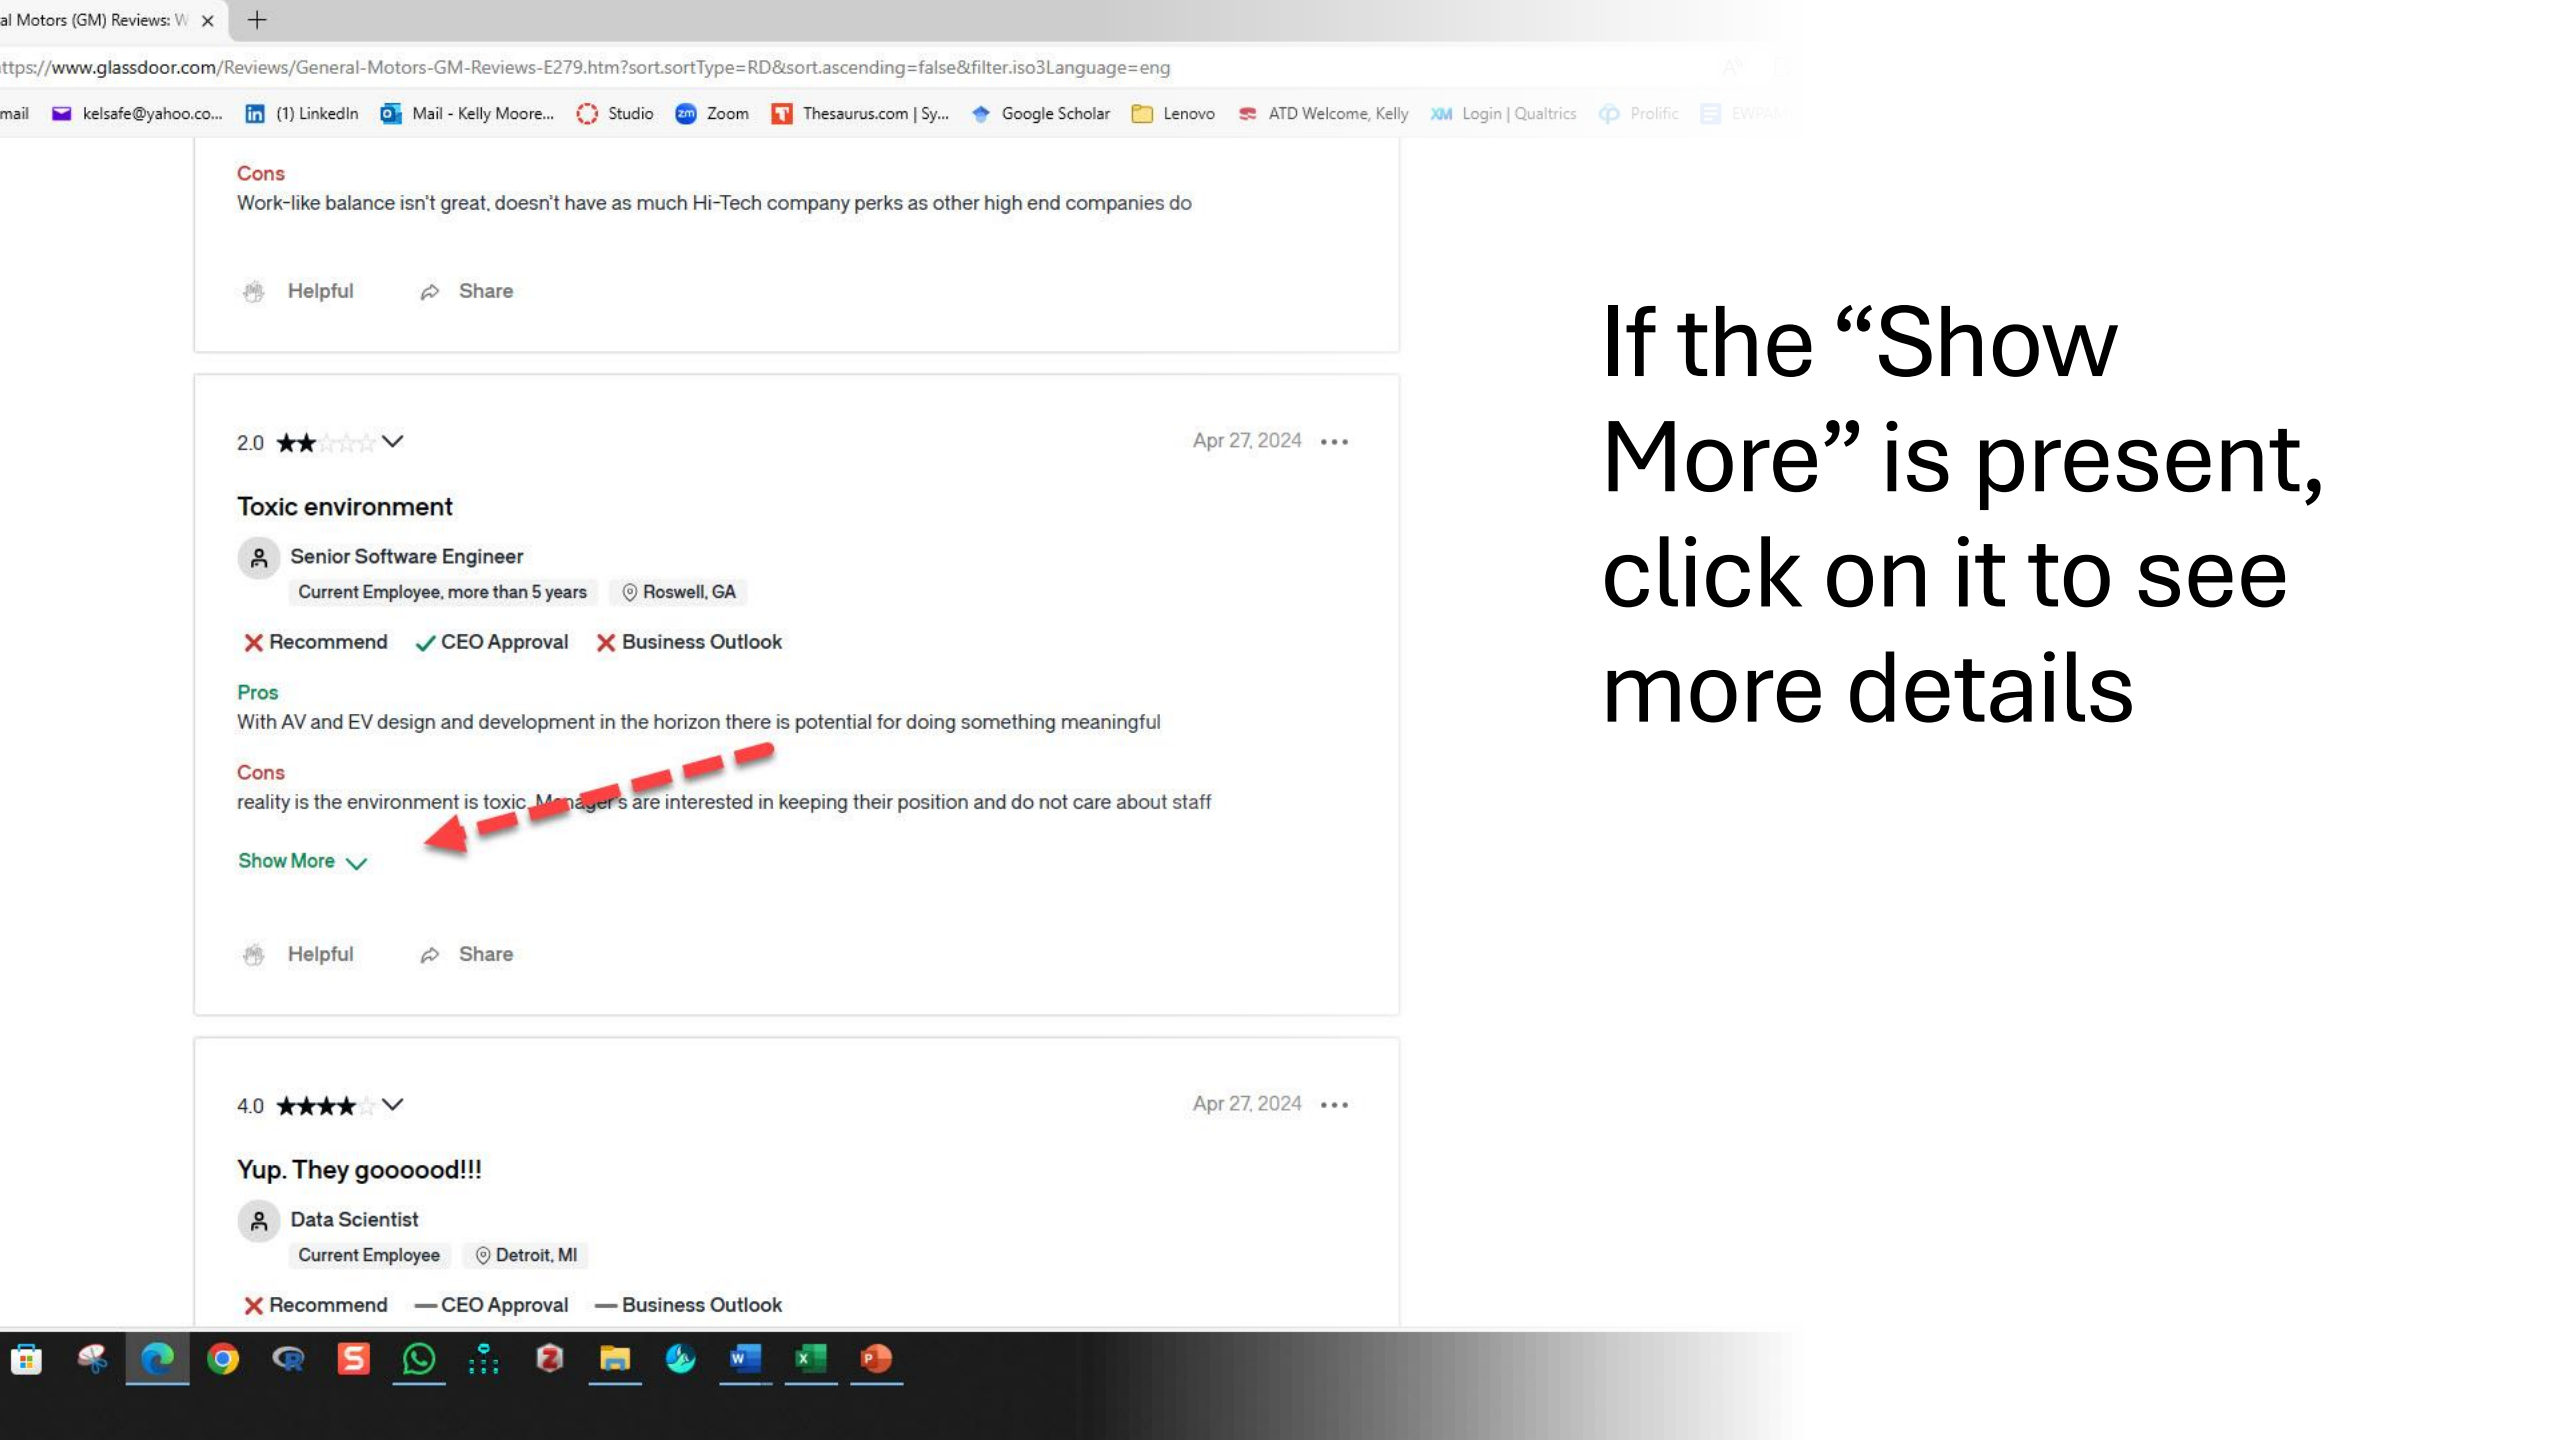 al Motors (GM) Reviews: W
ttps://www.glassdoor.com/Reviews/General-Motors-GM-Reviews-E279.htm?sort.sortType=RD&sort.ascending=false&filter.iso3Language=eng
mail kelsafe@yahoo.co... (1) LinkedIn Mail - Kelly Moore... Studio Zoom Thesaurus.com | Sy... Google Scholar Lenovo ATD Welcome, Kelly Login | Qualtrics Prolific
Cons
Work-like balance isn't great, doesn't have as much Hi-Tech company perks as other high end companies do
Helpful Share
2.0 Apr 27, 2024
Toxic environment
Senior Software Engineer
Current Employee, more than 5 years Roswell, GA
Recommend CEO Approval Business Outlook
Pros
With AV and EV design and development in the horizon there is potential for doing something meaningful
Cons
reality is the environment is toxic. Manager's are interested in keeping their position and do not care about staff
Show More
Helpful Share
4.0 Apr 27, 2024
Yup. They goooood!!!
Data Scientist
Current Employee Detroit, MI
Recommend CEO Approval Business Outlook
If the “Show
More” is present,
click on it to see
more details